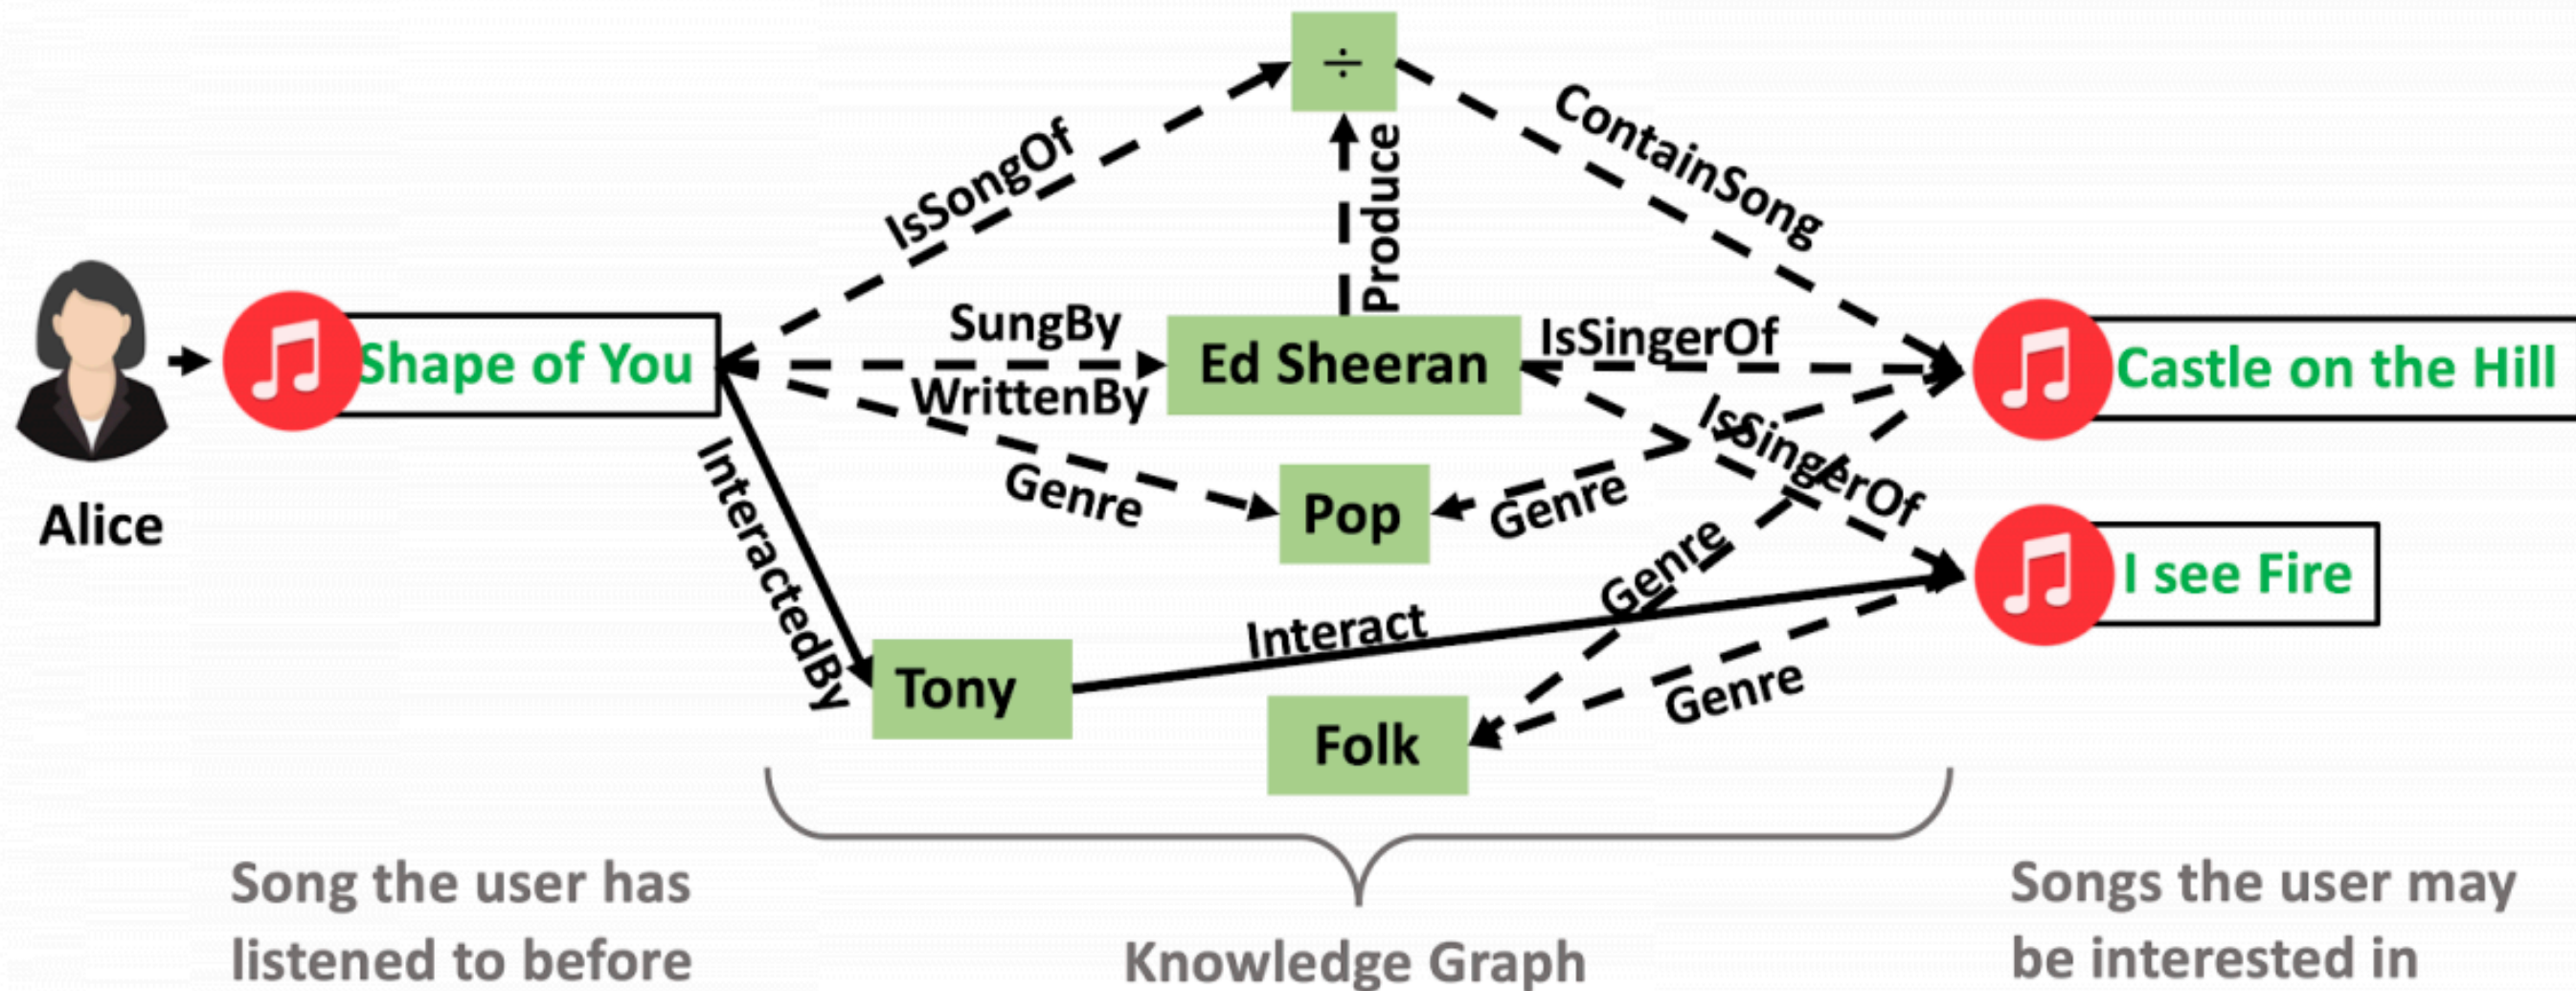 ÷
IsSongOf
ContainSong
Produce
SungBy
IsSingerOf
Shape of You
Ed Sheeran
Castle on the Hill
WrittenBy
IsSingerOf
Genre
Pop
Genre
Alice
InteractedBy
Genre
I see Fire
Interact
Tony
Genre
Folk
Song the user has
listened to before
Knowledge Graph
Songs the user may
be interested in